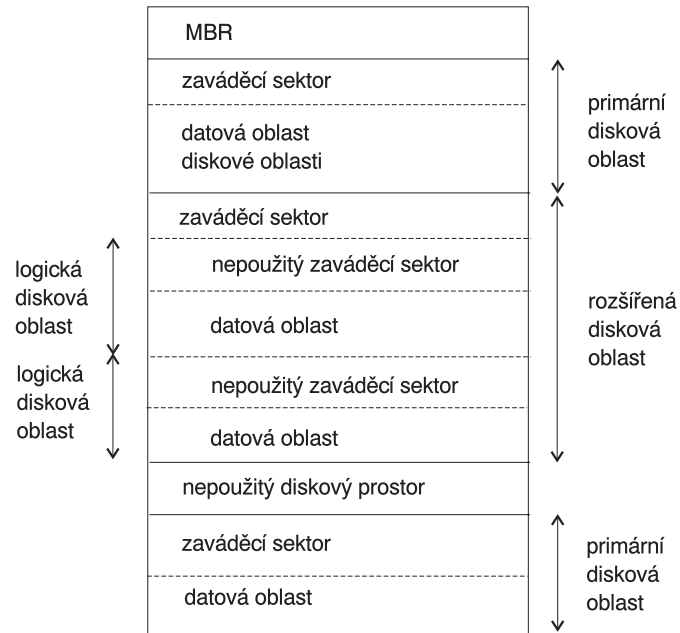 MBR
zaváděcí sektor
datová oblast
diskové oblasti
primární
disková
oblast
zaváděcí sektor
nepoužitý zaváděcí sektor
datová oblast
logická
disková
oblast
nepoužitý zaváděcí sektor
datová oblast
logická
disková
oblast
rozšířená
disková
oblast
nepoužitý diskový prostor
zaváděcí sektor
datová oblast
primární
disková
oblast